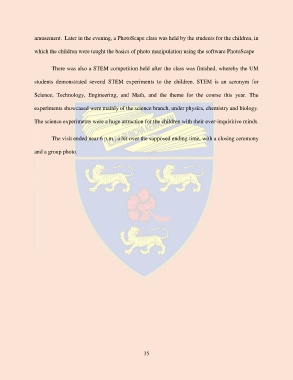 amusement. Later in the evening, a PhotoScape class was held by the students for the children, in
which the children were taught the basics of photo manipulation using the software PhotoScape
There was also a STEM competition held after the class was finished, whereby the UM
students demonstrated several STEM experiments to the children. STEM is an acronym for
Science, Technology, Engineering, and Math, and the theme for the course this year. The
experiments showcased were mainly of the science branch, under physics, chemistry and biology.
The science experiments were a huge attraction for the children with their over-inquisitive minds.
The visit ended near 6 p.m., a bit over the supposed ending time, with a closing ceremony
and a group photo.
15